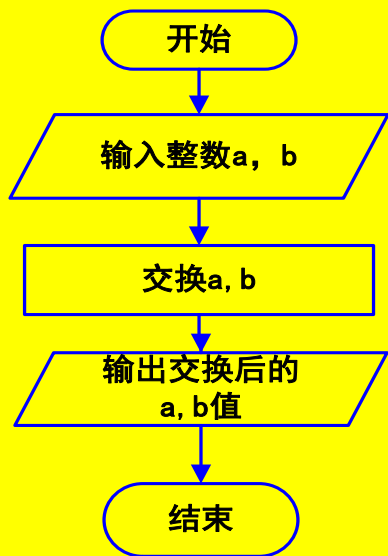 开始
输入整数a，b
交换a,b
输出交换后的
a,b值
结束